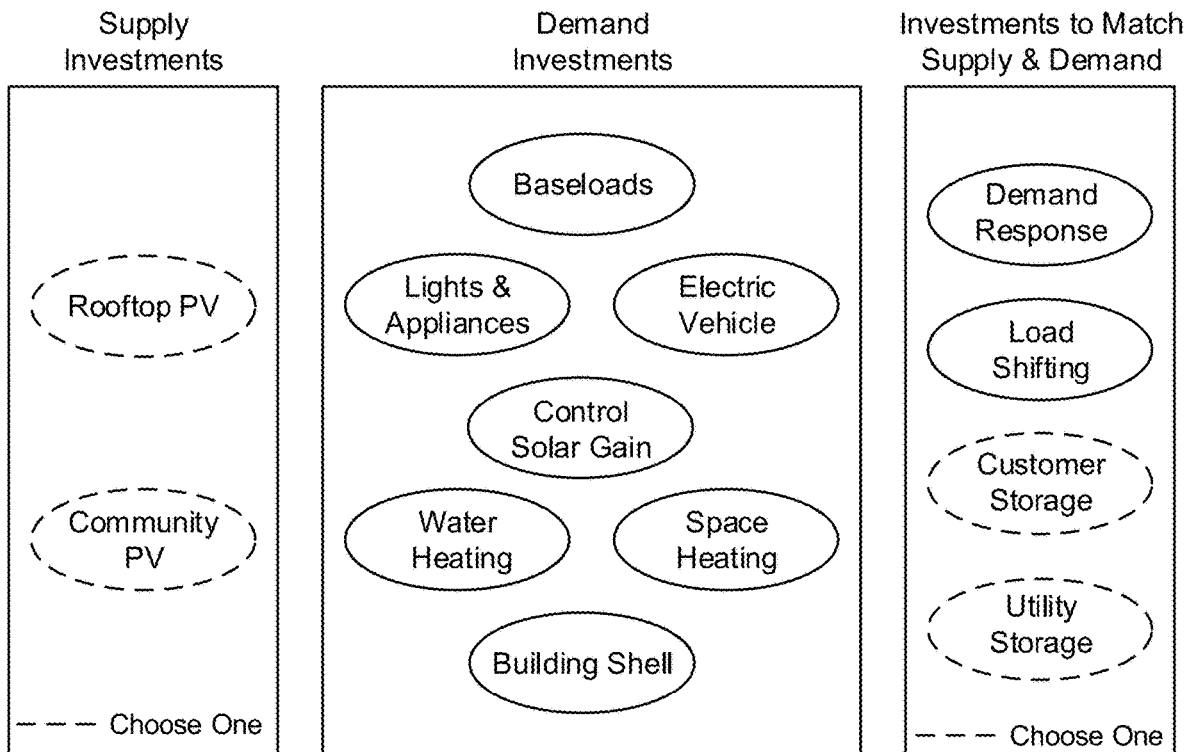 Supply
Investments
Rooftop PV
Community
PV
Choose One
Demand
Investments
Baseloads
Lights &
Appliances
Electric
Vehicle
Control
Solar Gain
Water
Heating
Space
Heating
Building Shell
Investments to Match
Supply & Demand
Demand
Response
Load
Shifting
Customer
Storage
Utility
Storage
Choose One